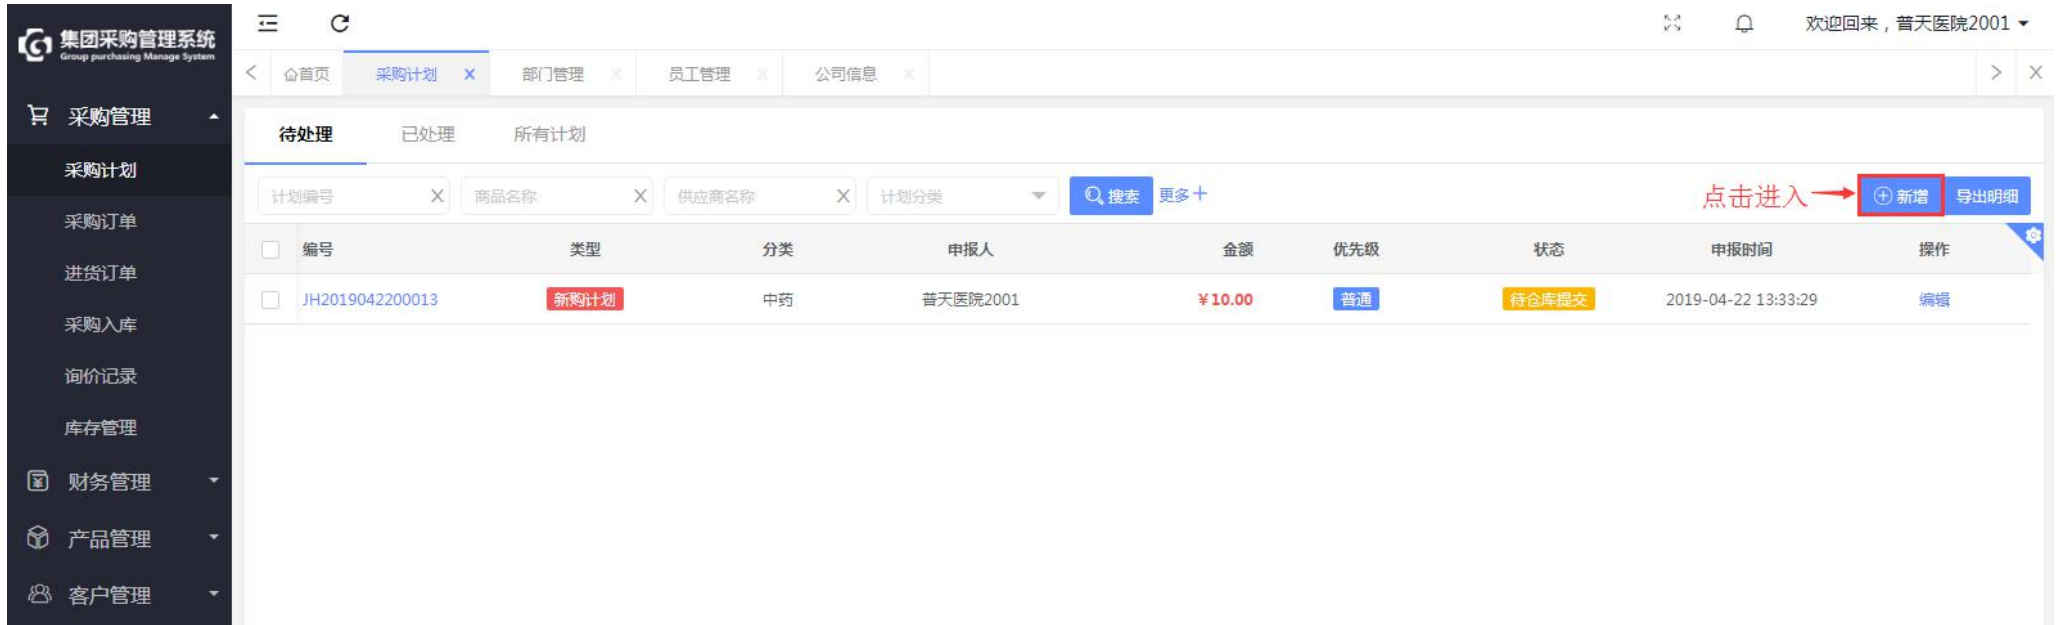 集团采购管理系统
Group purchasing Manage System
欢迎回来，普天医院2001
首页
采购计划 X
部门管理
员工管理
公司信息
采购管理
采购计划
采购订单
进货订单
采购入库
询价记录
库存管理
财务管理
产品管理
客户管理
待处理 已处理 所有计划
计划编号 X 商品名称 X 供应商名称 X 计划分类 搜索 更多+ 点击进入 新增 导出明细
编号 类型 分类 申报人 金额 优先级 状态 申报时间 操作
JH2019042200013 新购计划 中药 普天医院2001 ￥10.00 普通 待仓库提交 2019-04-22 13:33:29 编辑